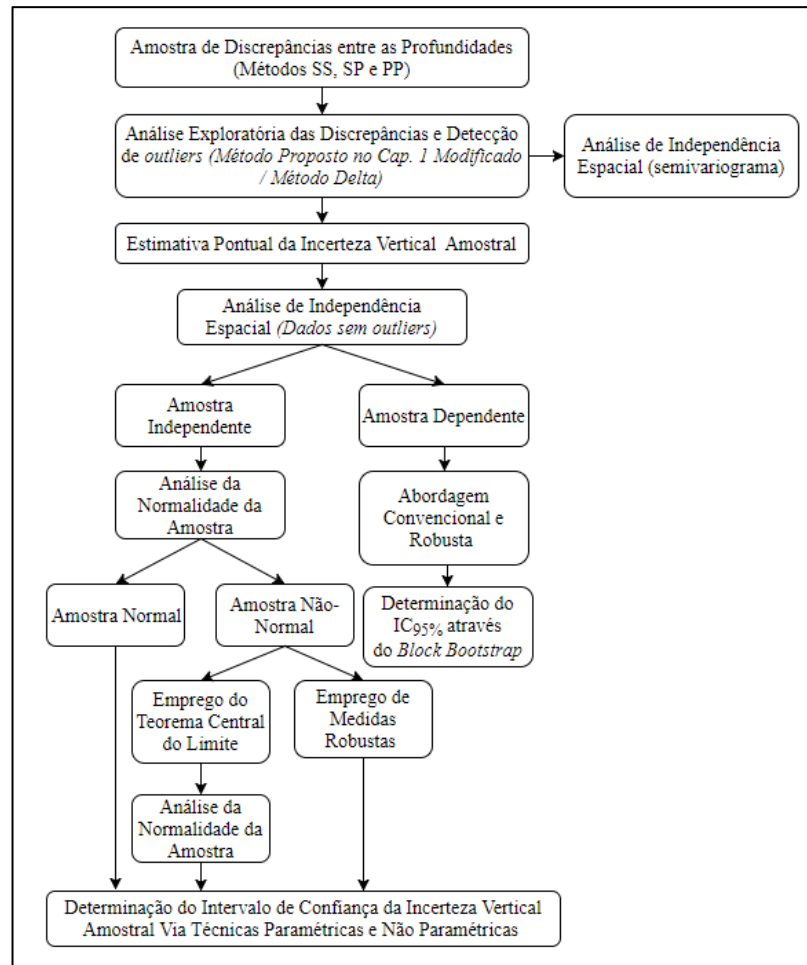 Amostra de Discrepâncias entre as Profundidades
(Métodos SS, SP e PP)
Análise Exploratória das Discrepâncias e Detecção
de outliers (Método Proposto no Cap. 1 Modificado
/ Método Delta)
Análise de Independência
Espacial (semivariograma)
Estimativa Pontual da Incerteza Vertical Amostral
Análise de Independência
Espacial (Dados sem outliers)
Amostra
Independente
Amostra Dependente
Análise da
Normalidade da
Amostra
Abordagem
Convencional e
Robusta
Amostra Normal
Amostra Não-
Normal
Determinação do
IC95% através
do Block Bootstrap
Emprego do
Teorema Central
do Limite
Emprego de
Medidas
Robustas
Análise da
Normalidade da
Amostra
Determinação do Intervalo de Confiança da Incerteza Vertical
Amostral Via Técnicas Paramétricas e Não Paramétricas